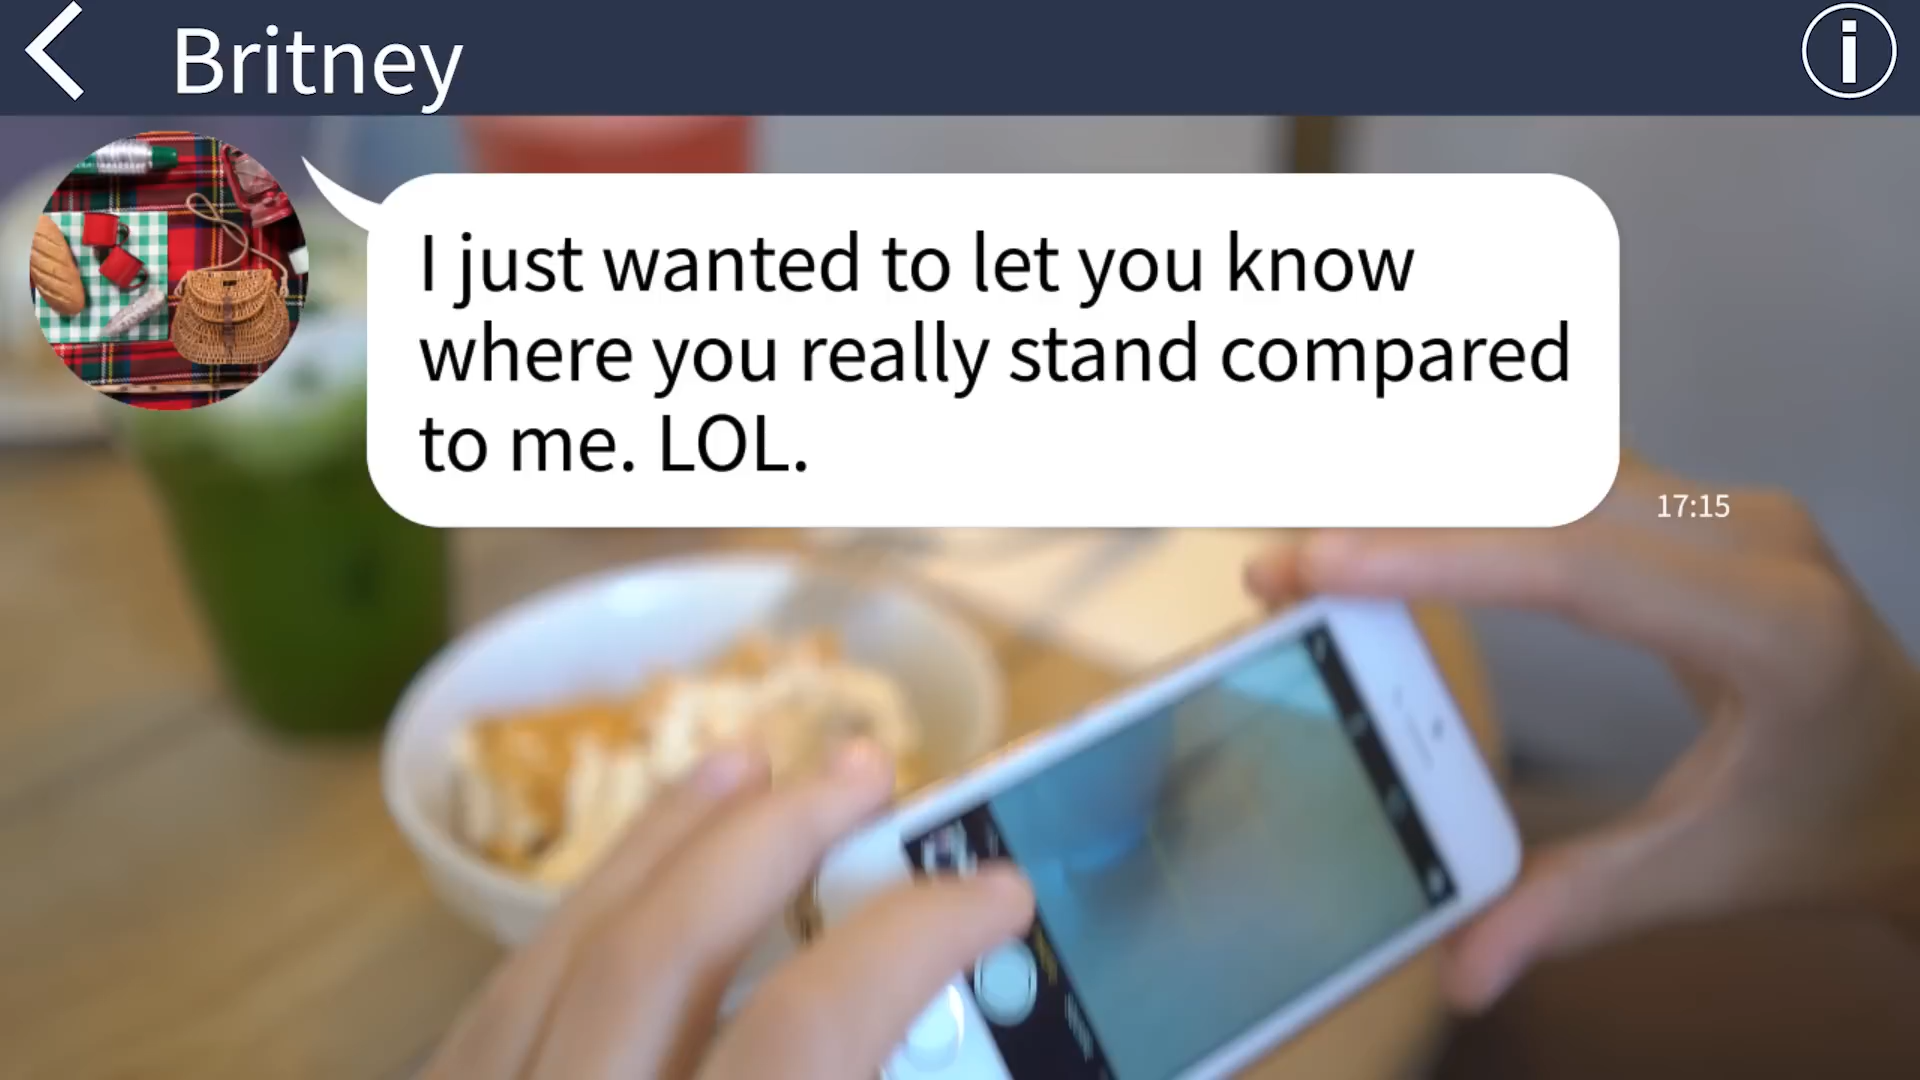 Britney
I just wanted to let you know
where you really stand compared
to me. LOL.
17:15